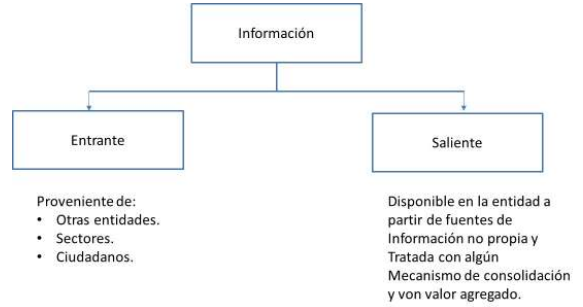 Información
Entrante
Saliente
Proveniente de:
• Otras entidades.
• Sectores.
• Ciudadanos.
Disponible en la entidad a
partir de fuentes de
Información no propia y
Tratada con algún
Mecanismo de consolidación
y von valor agregado.